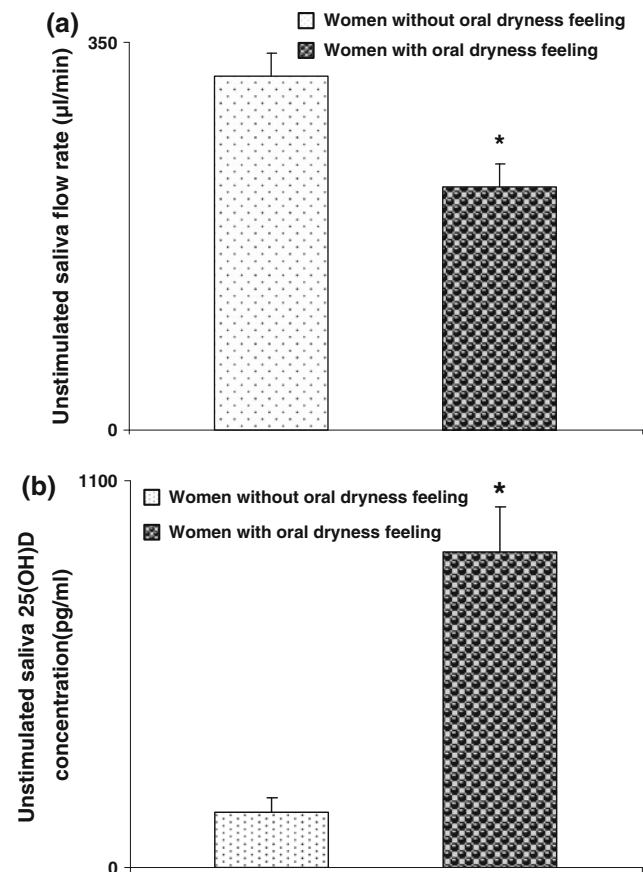 (a)
Women without oral dryness feeling
Women with oral dryness feeling
350
*
Unstimulated saliva flow rate (µl/min)
0
(b)
1100
Women without oral dryness feeling
*
Women with oral dryness feeling
Unstimulated saliva 25(OH)D
concentration(pg/ml)
0